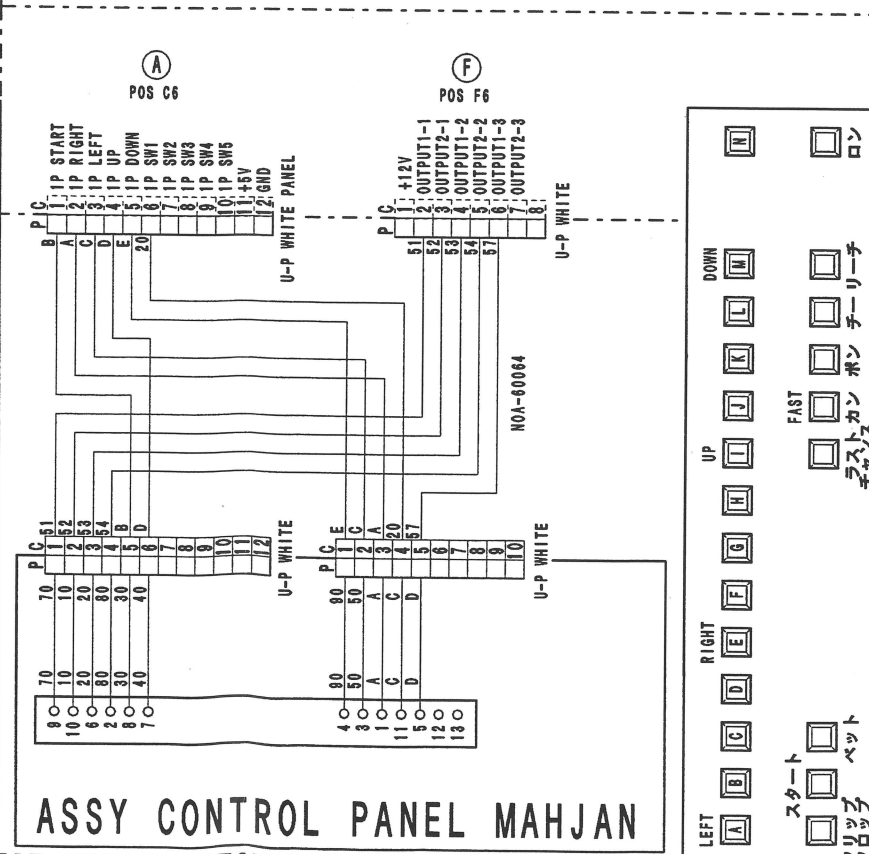 A
POS C6
F
POS F6
P C
1 1P START
2 1P RIGHT
3 1P LEFT
4 1P UP
5 1P DOWN
6 1P SW1
7 1P SW2
8 1P SW3
9 1P SW4
10 1P SW5
11 +5V
12 GND
U-P WHITE PANEL
B
A
C
D
E
20
P C
1 +12V
2 OUTPUT1-1
3 OUTPUT2-1
4 OUTPUT1-2
5 OUTPUT2-2
6 OUTPUT1-3
7 OUTPUT2-3
8
U-P WHITE
51
52
53
54
57
NOA-60064
51
52
53
54
B
D
P C
1
2
3
4
5
6
7
8
9
10
11
12
U-P WHITE
70
10
20
80
30
40
70
10
20
80
30
40
9
10
6
2
8
7
E
C
A
20
57
P C
1
2
3
4
5
6
7
8
9
10
U-P WHITE
90
50
A
C
D
90
50
A
C
D
4
3
1
11
5
12
13
ASSY CONTROL PANEL MAHJAN
N
DOWN
M
L
K
J
UP
I
H
G
F
RIGHT
E
D
C
B
LEFT
A
ロン
リーチ
チー
ポン
FAST
カン
ラスト
チャンス
ベット
スタート